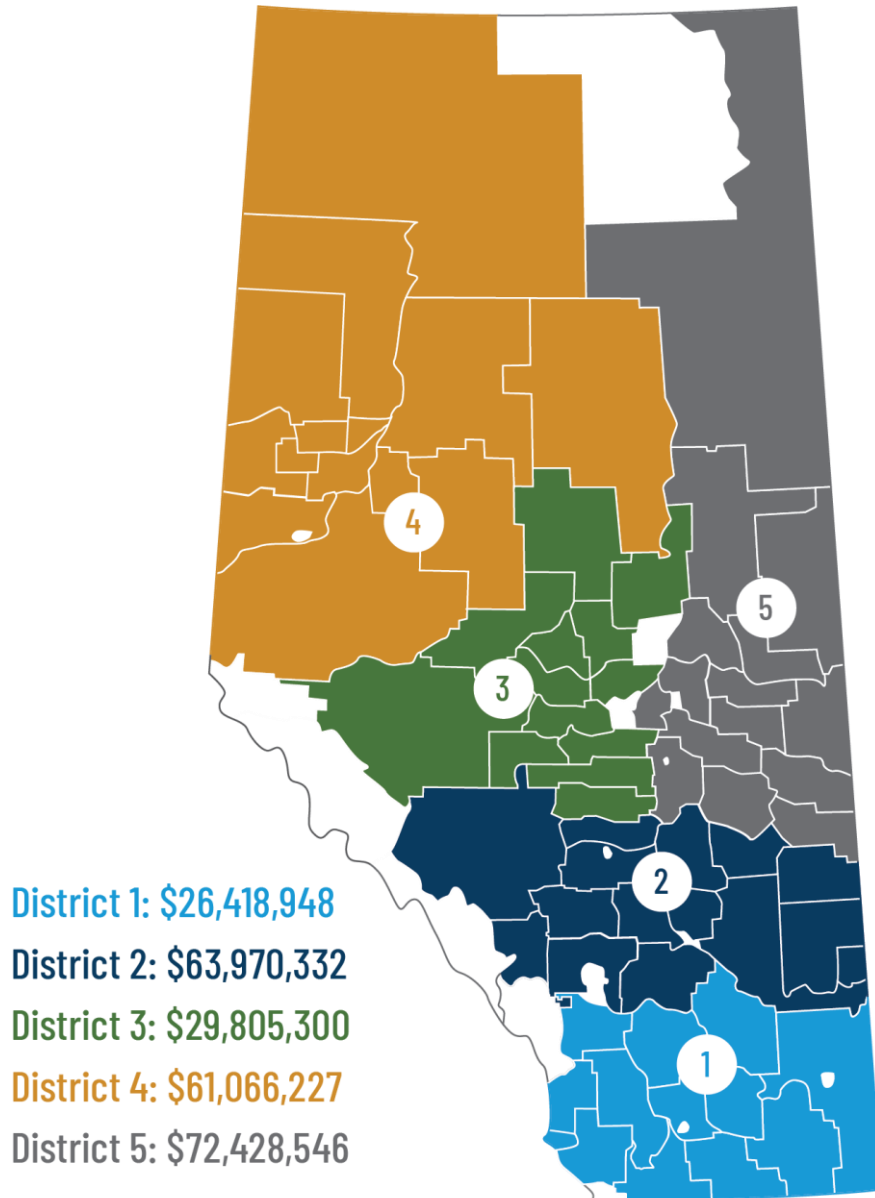 4
5
3
2
1
District 1: $26,418,948
District 2: $63,970,332
District 3: $29,805,300
District 4: $61,066,227
District 5: $72,428,546